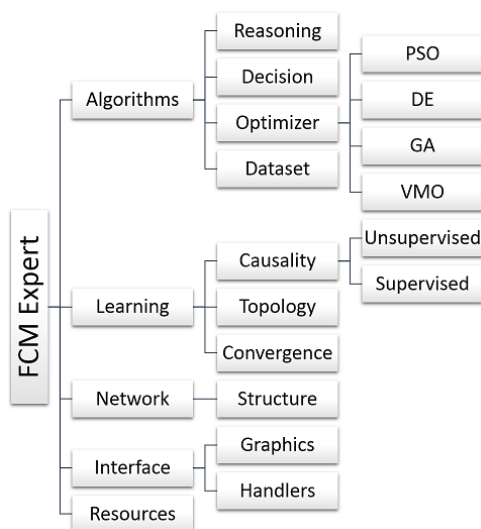 FCM Expert
Algorithms
Reasoning
Decision
Optimizer
PSO
DE
GA
VMO
Dataset
Learning
Causality
Unsupervised
Supervised
Topology
Convergence
Network
Structure
Interface
Graphics
Handlers
Resources